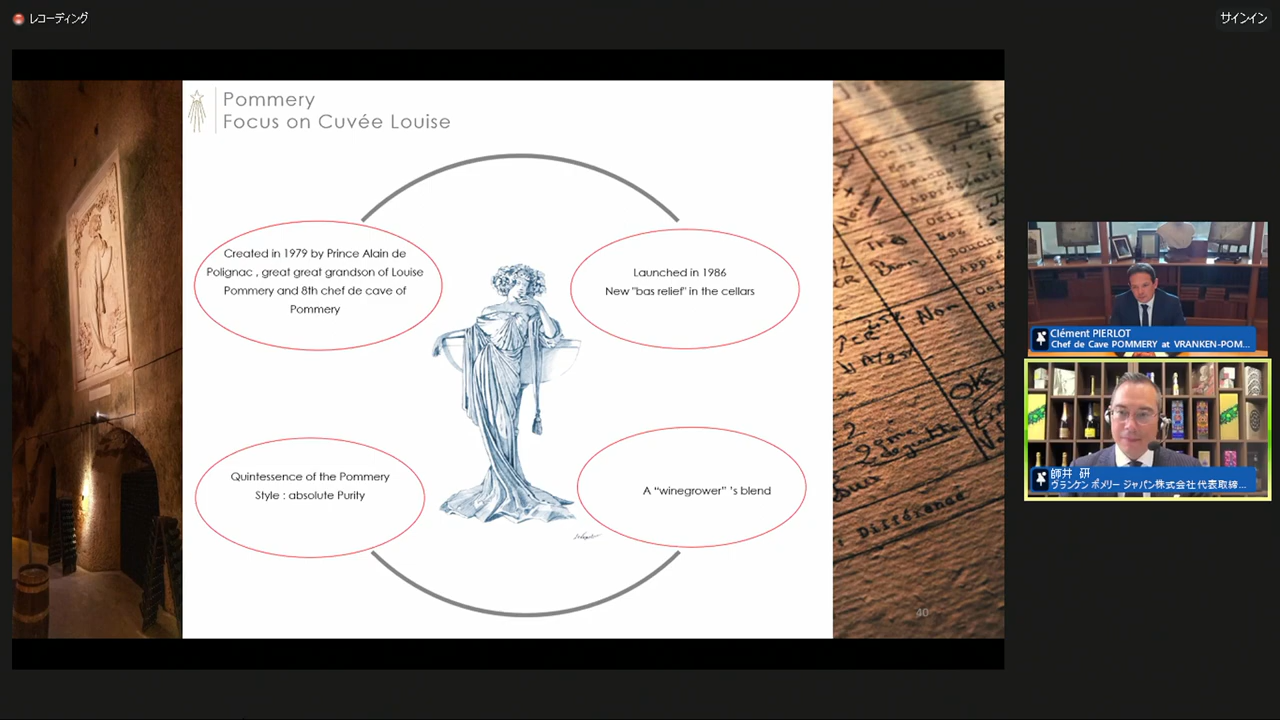 レコーディング
サインイン
Pommery
Focus on Cuvée Louise
Created in 1979 by Prince Alain de
Polignac , great great grandson of Louise
Pommery and 8th chef de cave of
Pommery
Launched in 1986
New "bas relief" in the cellars
Quintessence of the Pommery
Style : absolute Purity
A “winegrower” ’s blend
Différence
40
Clément PIERLOT
Chef de Cave POMMERY at VRANKEN-POM...
師井 研
ヴランケン ポメリー ジャパン株式会社 代表取締...